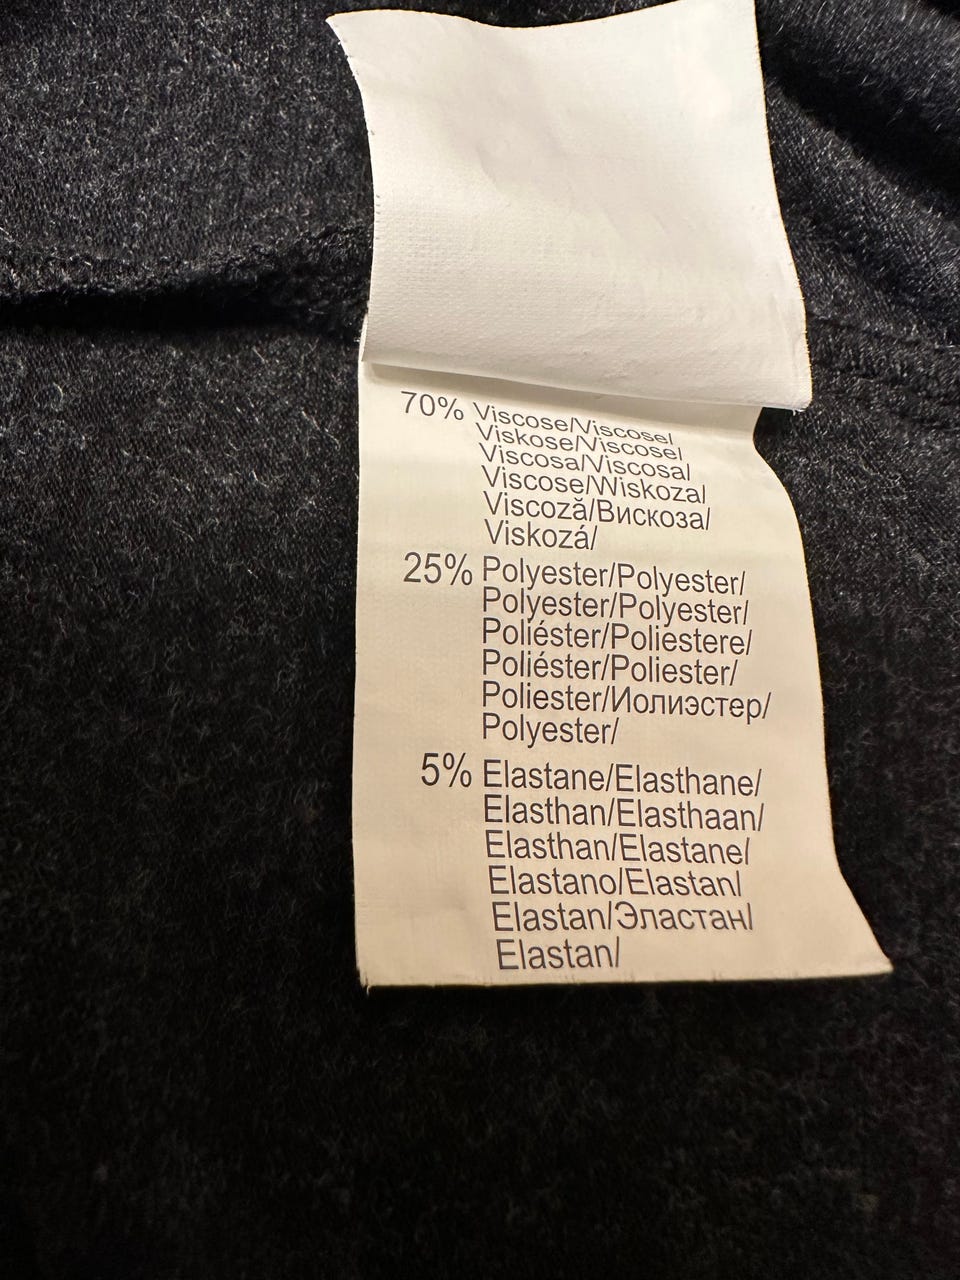 70% Viscose/Viscose/
Viskose/Viscose/
Viscosa/Viscosa/
Viscose/Wiskoza/
Viscoză/Вискоза/
Viskozá/
25% Polyester/Polyester/
Polyester/Polyester/
Poliéster/Poliestere/
Poliéster/Poliester/
Poliester/Иолиэстер/
Polyester/
5% Elastane/Elasthane/
Elasthan/Elasthaan/
Elasthan/Elastane/
Elastano/Elastan/
Elastan/Эластан/
Elastan/